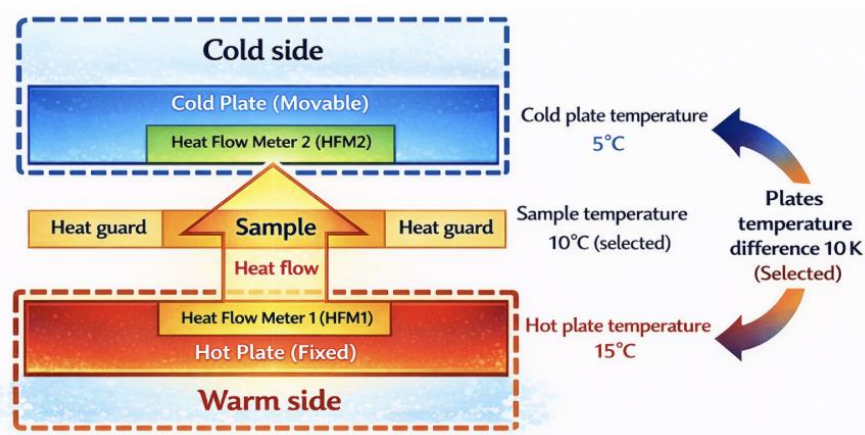 Cold side
Cold Plate (Movable)
Heat Flow Meter 2 (HFM2)
Cold plate temperature
5°C
Heat guard
Sample
Heat guard
Sample temperature
10°C (selected)
Plates
temperature
difference 10 K
(Selected)
Heat flow
Heat Flow Meter 1 (HFM1)
Hot Plate (Fixed)
Hot plate temperature
15°C
Warm side